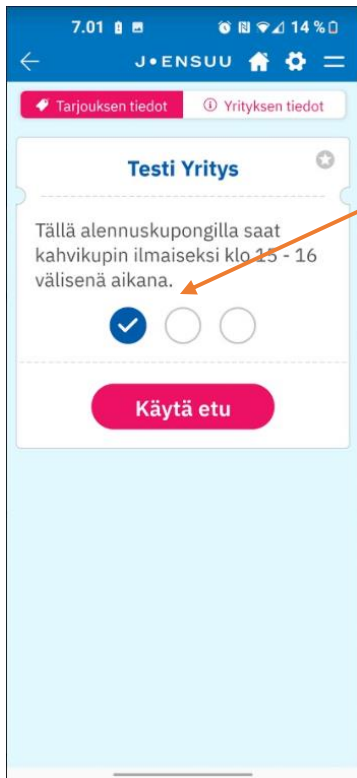 7.01 14 %
J•ENSUU
Tarjouksen tiedot Yrityksen tiedot
Testi Yritys
Tällä alennuskupongilla saat
kahvikupin ilmaiseksi klo 15 - 16
välisenä aikana.
Käytä etu